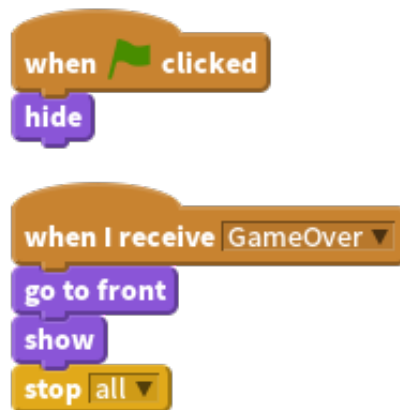 when clicked
hide
when I receive GameOver
go to front
show
stop all